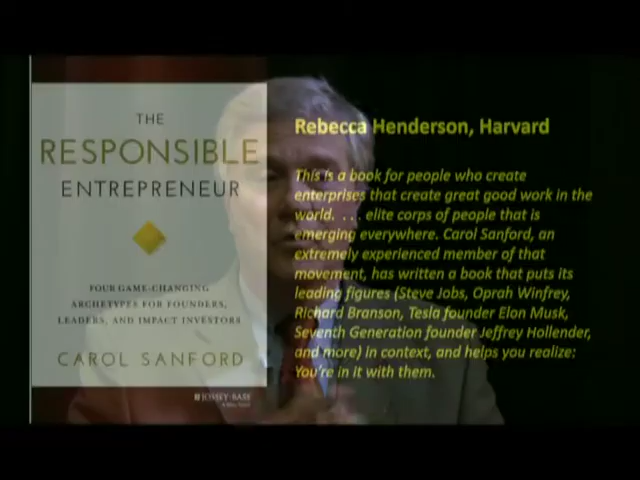 THE
RESPONSIBLE
ENTREPRENEUR
FOUR GAME-CHANGING
ARCHETYPES FOR FOUNDERS,
LEADERS, AND IMPACT INVESTORS
CAROL SANFORD
JOSSEY-BASS
Rebecca Henderson, Harvard
This is a book for people who create
enterprises that create great good work in the
world. . . . elite corps of people that is
emerging everywhere. Carol Sanford, an
extremely experienced member of that
movement, has written a book that puts its
leading figures (Steve Jobs, Oprah Winfrey,
Richard Branson, Tesla founder Elon Musk,
Seventh Generation founder Jeffrey Hollender,
and more) in context, and helps you realize:
You're in it with them.